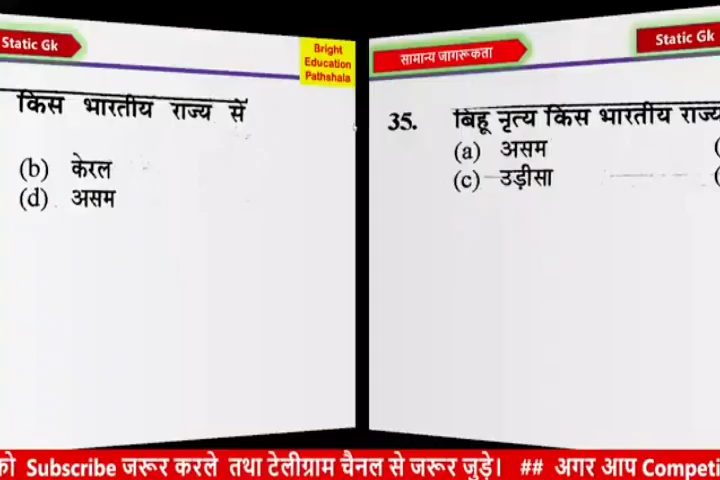 Static Gk
Bright
Education
Pathshala
किस भारतीय राज्य से
(b) केरल
(d) असम
सामान्य जागरूकता
Static Gk
35. बिहू नृत्य किस भारतीय राज्य
(a) असम
(c) उड़ीसा
को Subscribe जरूर करले तथा टेलीग्राम चैनल से जरूर जुड़े। ## अगर आप Competi